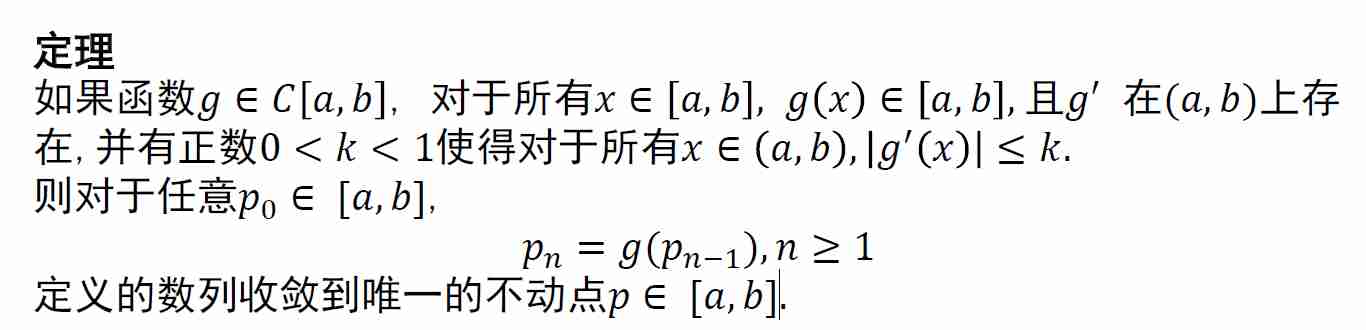 定理
如果函数g ∈ C[a, b]， 对于所有x ∈ [a, b], g(x) ∈ [a, b], 且g′ 在(a, b)上存
在, 并有正数0 < k < 1使得对于所有x ∈ (a, b), |g′(x)| ≤ k.
则对于任意p₀ ∈ [a, b],
pₙ = g(pₙ₋₁), n ≥ 1
定义的数列收敛到唯一的不动点p ∈ [a, b].